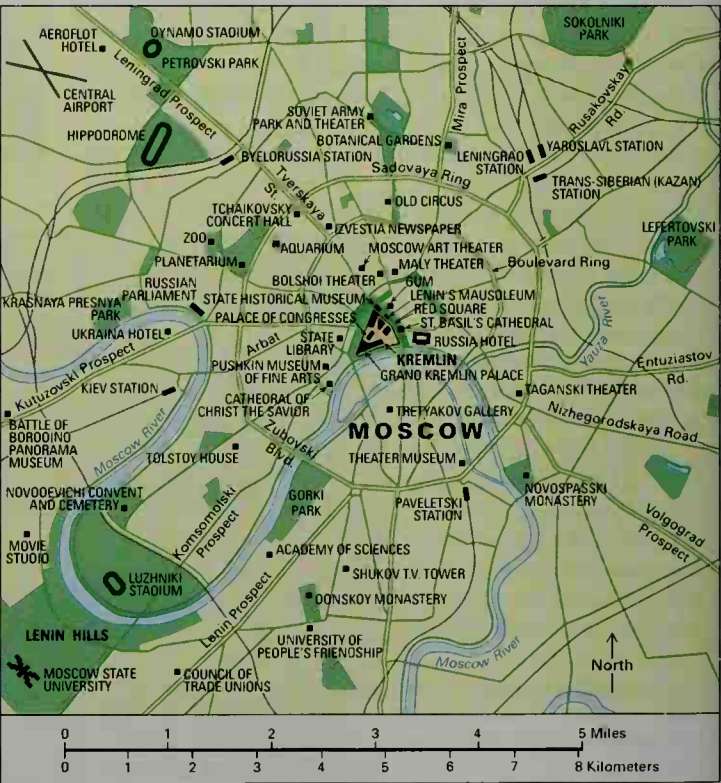 SOKOLNIKI
PARK
AEROFLOT
HOTEL
DYNAMO STADIUM
PETROVSKI PARK
Leningrad Prospect
CENTRAL
AIRPORT
HIPPODROME
SOVIET ARMY
PARK AND THEATER
BOTANICAL GARDENS
Mira Prospect
Rusakovskay
Rd.
LENINGRAD
STATION
YAROSLAVL STATION
BYELORUSSIA STATION
Sadovaya Ring
TRANS-SIBERIAN (KAZAN)
STATION
Tverskaya
St.
OLD CIRCUS
TCHAIKOVSKY
CONCERT HALL
IZVESTIA NEWSPAPER
LEFERTOVSKI
PARK
ZOO
AQUARIUM
MOSCOW ART THEATER
PLANETARIUM
MALY THEATER
Boulevard Ring
BOLSHOI THEATER
GUM
RUSSIAN
PARLIAMENT
STATE HISTORICAL MUSEUM
LENIN'S MAUSOLEUM
KRASNAYA PRESNYA
PARK
RED SQUARE
PALACE OF CONGRESSES
ST. BASIL'S CATHEDRAL
Yauza River
UKRAINA HOTEL
Arbat
STATE
LIBRARY
RUSSIA HOTEL
KREMLIN
Kutuzovski Prospect
PUSHKIN MUSEUM
OF FINE ARTS
GRAND KREMLIN PALACE
Entuziastov
Rd.
KIEV STATION
TAGANSKI THEATER
CATHEDRAL OF
CHRIST THE SAVIOR
TRETYAKOV GALLERY
Nizhegorodskaya Road
BATTLE OF
BORODINO
PANORAMA
MUSEUM
Moscow River
Zubovski
Blvd.
MOSCOW
TOLSTOY HOUSE
THEATER MUSEUM
NOVODEVICHI CONVENT
AND CEMETERY
GORKI
PARK
PAVELETSKI
STATION
NOVOSPASSKI
MONASTERY
Komsomolski
Prospect
Volgograd
Prospect
MOVIE
STUDIO
ACADEMY OF SCIENCES
LUZHNIKI
STADIUM
SHUKOV T.V. TOWER
Lenin Prospect
DONSKOY MONASTERY
LENIN HILLS
UNIVERSITY OF
PEOPLE'S FRIENDSHIP
Moscow River
North
MOSCOW STATE
UNIVERSITY
COUNCIL OF
TRADE UNIONS
0 1 2 3 4 5 Miles
0 1 2 3 4 5 6 7 8 Kilometers